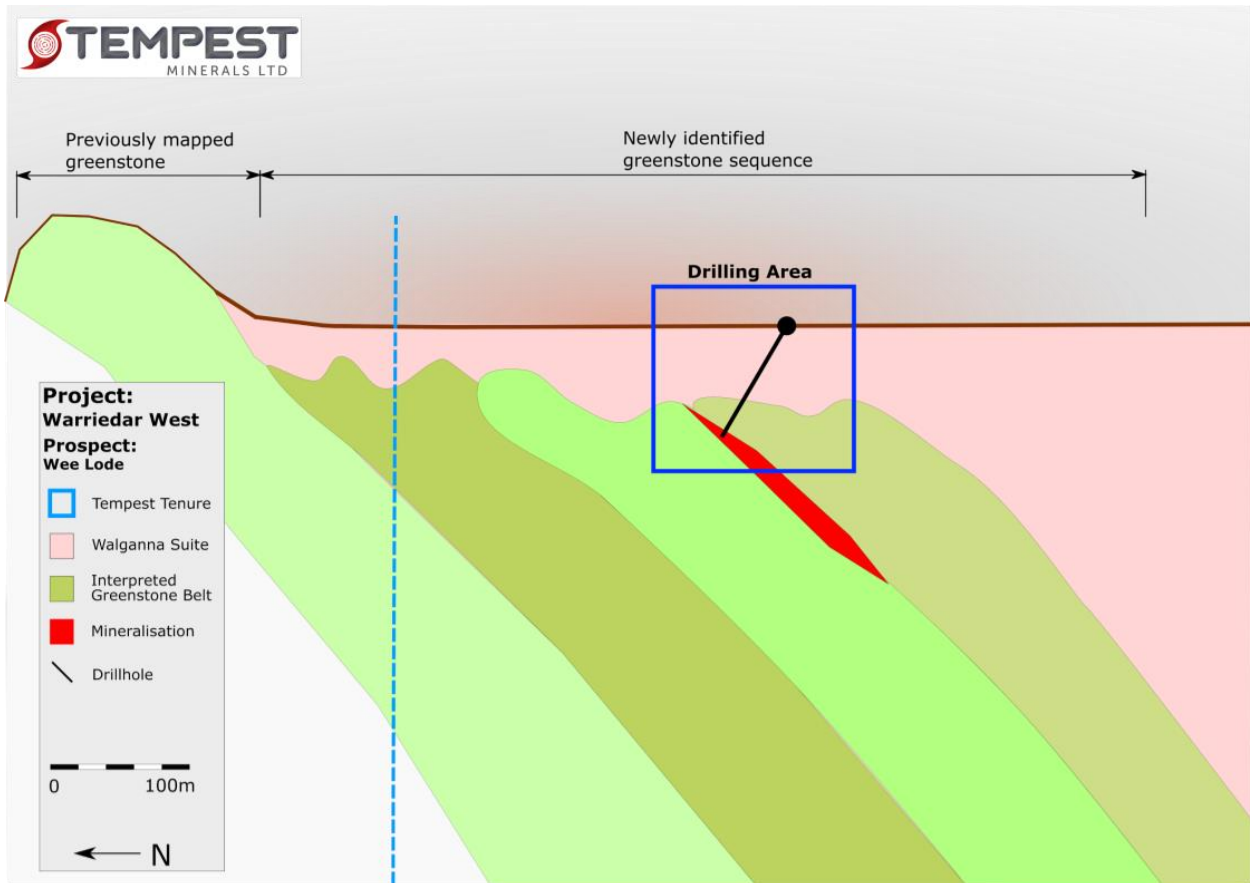 TEMPEST
MINERALS LTD
Previously mapped
greenstone
Newly identified
greenstone sequence
Drilling Area
Project:
Warriedar West
Prospect:
Wee Lode
Tempest Tenure
Walganna Suite
Interpreted
Greenstone Belt
Mineralisation
Drillhole
0 100m
N